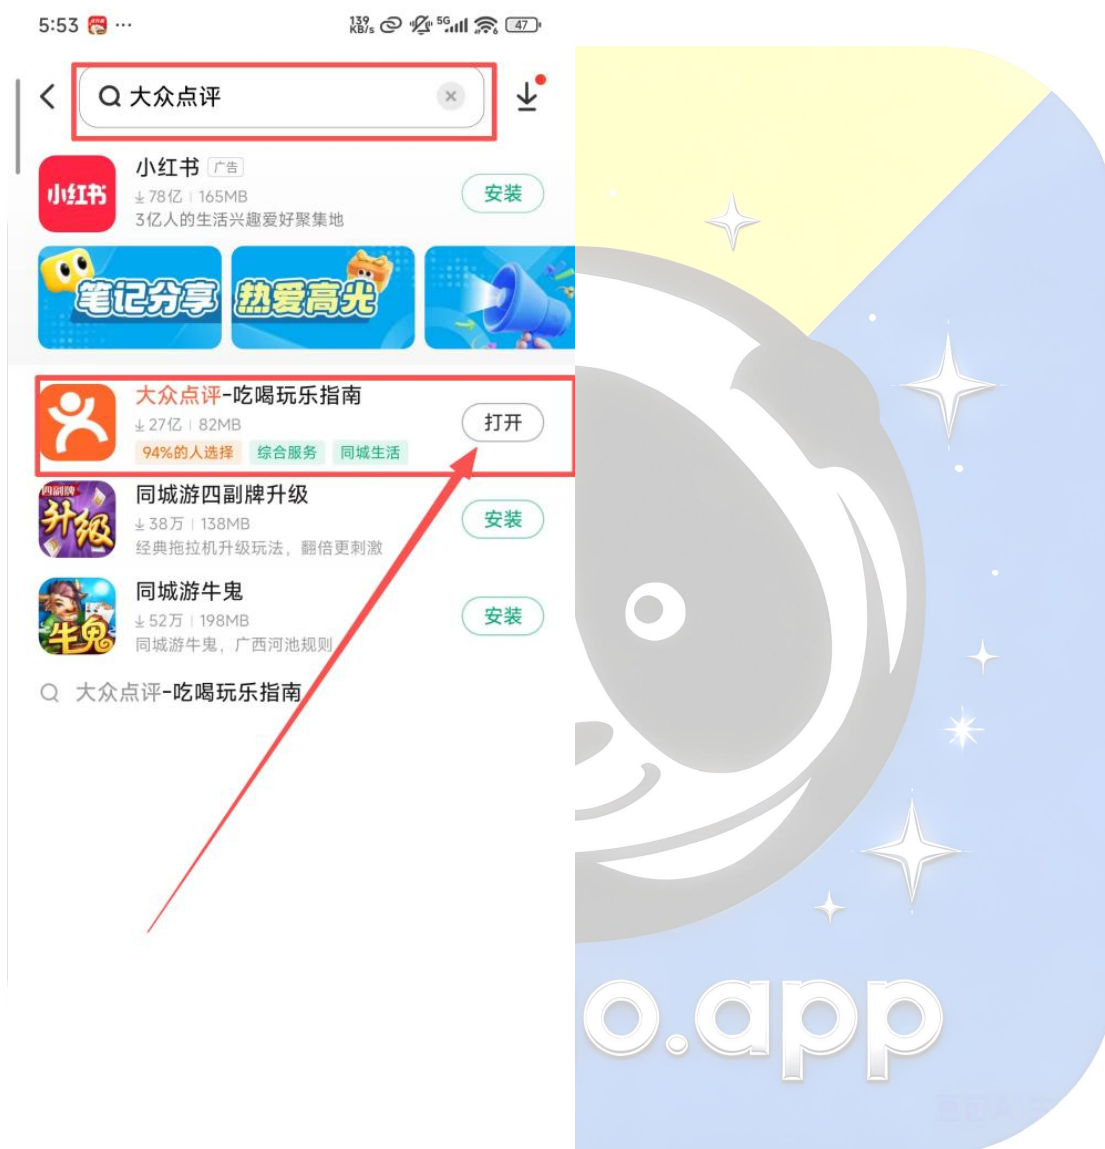 5:53 ···
139 KB/s 5G 6 47
大众点评
小红书
小红书 广告
78亿 | 165MB
3亿人的生活兴趣爱好聚集地
安装
笔记分享 热爱高光
大众点评-吃喝玩乐指南
27亿 | 82MB
94%的人选择 综合服务 同城生活
打开
四副牌
升级
同城游四副牌升级
38万 | 138MB
经典拖拉机升级玩法，翻倍更刺激
安装
牛鬼
同城游牛鬼
52万 | 198MB
同城游牛鬼，广西河池规则
安装
大众点评-吃喝玩乐指南
o.app